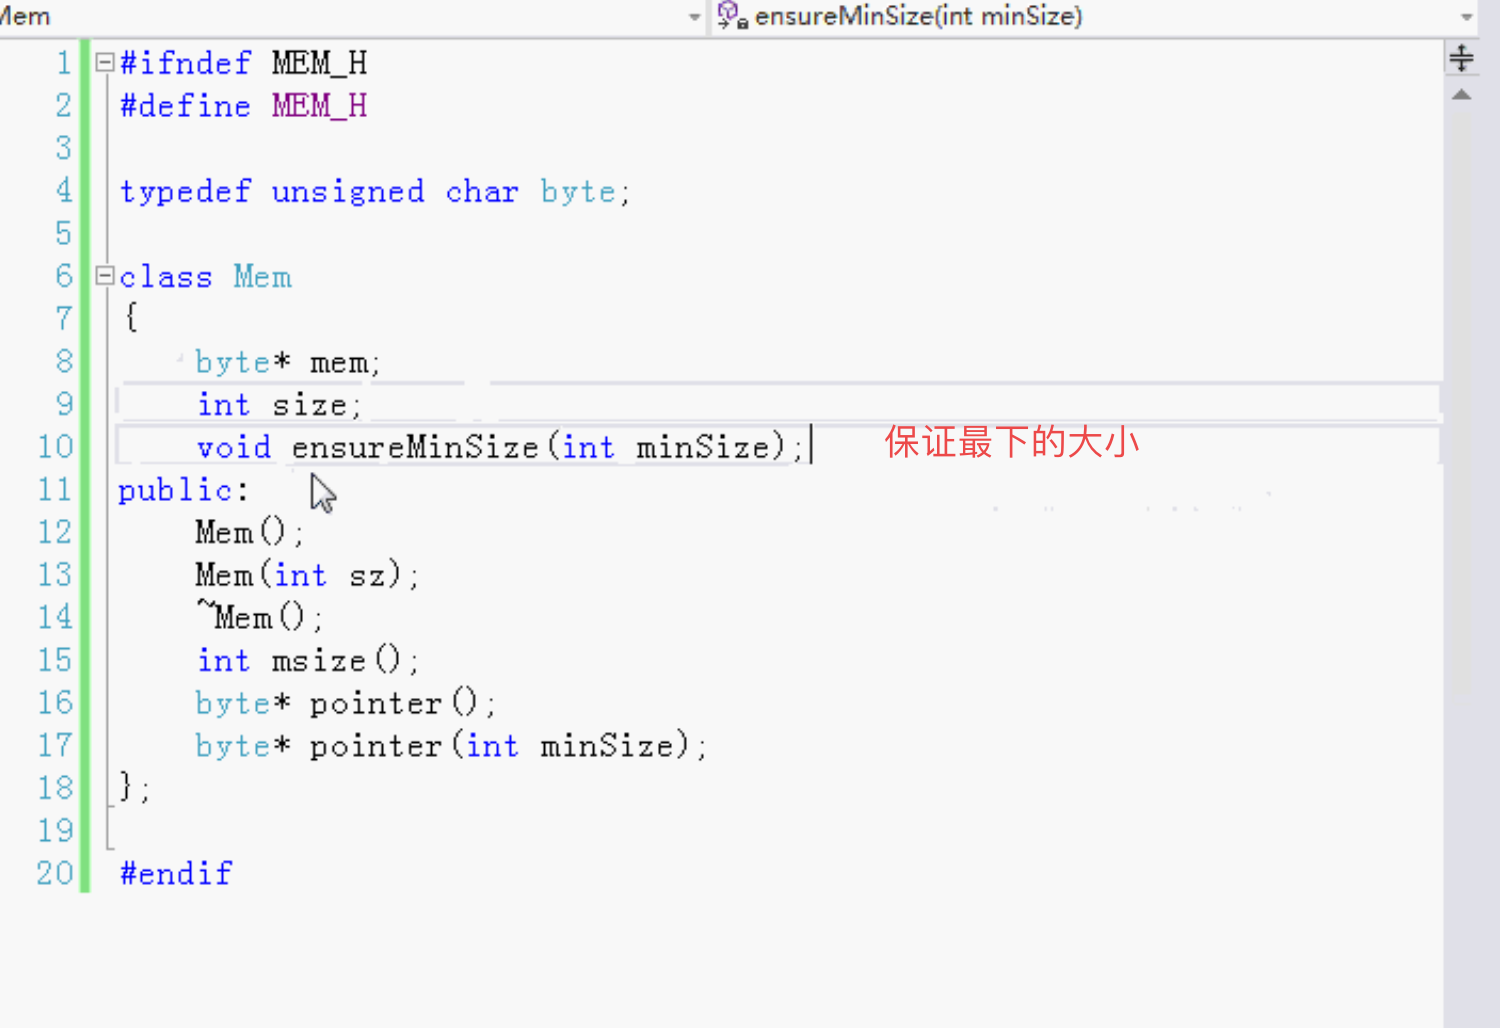 Mem ensureMinSize(int minSize)
1 #ifndef MEM_H
2 #define MEM_H
3
4 typedef unsigned char byte;
5
6 class Mem
7 {
8 byte* mem;
9 int size;
10 void ensureMinSize(int minSize); 保证最下的大小
11 public:
12 Mem();
13 Mem(int sz);
14 ~Mem();
15 int msize();
16 byte* pointer();
17 byte* pointer(int minSize);
18 };
19
20 #endif